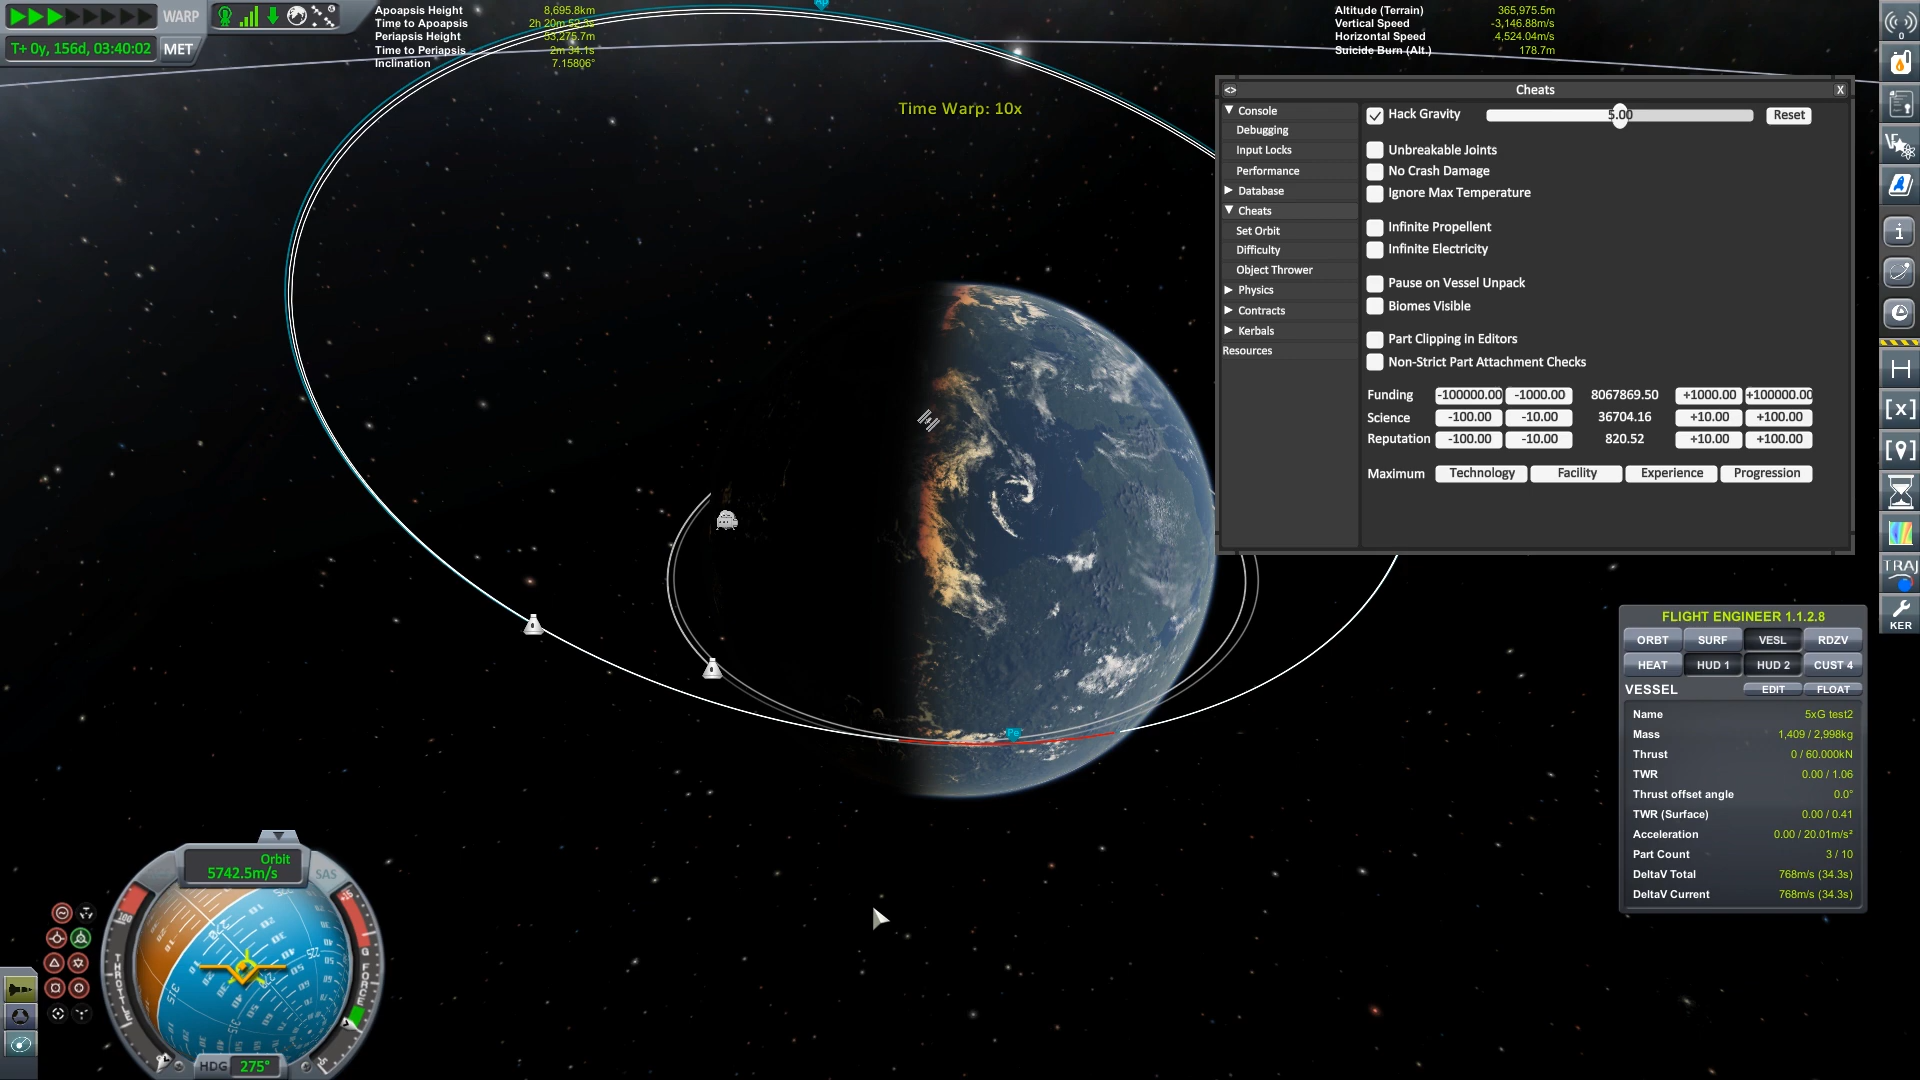 WARP
T+ 0y, 156d, 03:40:02 MET
Apoapsis Height 8,695.8km
Time to Apoapsis
Periapsis Height 53,275.7m
Time to Periapsis 2m 34.1s
Inclination 7.15806°
Altitude (Terrain) 365,975.5m
Vertical Speed -3,146.88m/s
Horizontal Speed 4,524.04m/s
Suicide Burn (Alt.) 178.7m
Ap
Time Warp: 10x
0
<> Cheats X
Console
Debugging
Input Locks
Performance
Database
Cheats
Set Orbit
Difficulty
Object Thrower
Physics
Contracts
Kerbals
Resources
Hack Gravity 5.00 Reset
Unbreakable Joints
No Crash Damage
Ignore Max Temperature
Infinite Propellent
Infinite Electricity
Pause on Vessel Unpack
Biomes Visible
Part Clipping in Editors
Non-Strict Part Attachment Checks
Funding -100000.00 -1000.00 8067869.50 +1000.00 +100000.00
Science -100.00 -10.00 36704.16 +10.00 +100.00
Reputation -100.00 -10.00 820.52 +10.00 +100.00
Maximum Technology Facility Experience Progression
[x]
TRAJ
KER
Pe
FLIGHT ENGINEER 1.1.2.8
ORBT SURF VESL RDZV
HEAT HUD 1 HUD 2 CUST 4
VESSEL EDIT FLOAT
Name 5xG test2
Mass 1,409 / 2,998kg
Thrust 0 / 60.000kN
TWR 0.00 / 1.06
Thrust offset angle 0.0°
TWR (Surface) 0.00 / 0.41
Acceleration 0.00 / 20.01m/s²
Part Count 3 / 10
DeltaV Total 768m/s (34.3s)
DeltaV Current 768m/s (34.3s)
Orbit
5742.5m/s
SAS
THROTTLE
G FORCE
HDG 275°